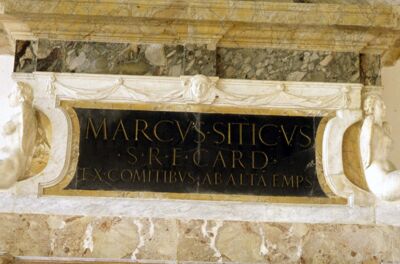 MARCVS·SITICVS
·S·R·E·CARD·
EX·COMITIBVS·AB·ALTA EMPS